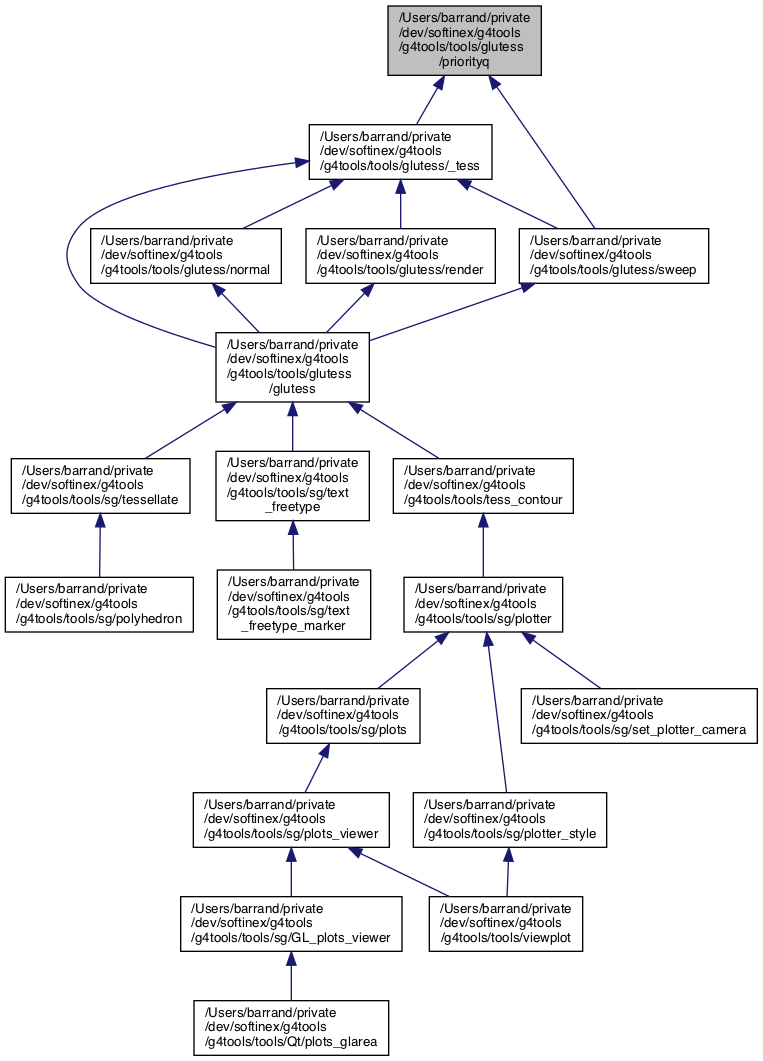 /Users/barrand/private
/dev/softinex/g4tools
/g4tools/tools/glutess
/priorityq
/Users/barrand/private
/dev/softinex/g4tools
/g4tools/tools/glutess/_tess
/Users/barrand/private
/dev/softinex/g4tools
/g4tools/tools/glutess/normal
/Users/barrand/private
/dev/softinex/g4tools
/g4tools/tools/glutess/render
/Users/barrand/private
/dev/softinex/g4tools
/g4tools/tools/glutess/sweep
/Users/barrand/private
/dev/softinex/g4tools
/g4tools/tools/glutess
/glutess
/Users/barrand/private
/dev/softinex/g4tools
/g4tools/tools/sg/tessellate
/Users/barrand/private
/dev/softinex/g4tools
/g4tools/tools/sg/text
_freetype
/Users/barrand/private
/dev/softinex/g4tools
/g4tools/tools/tess_contour
/Users/barrand/private
/dev/softinex/g4tools
/g4tools/tools/sg/polyhedron
/Users/barrand/private
/dev/softinex/g4tools
/g4tools/tools/sg/text
_freetype_marker
/Users/barrand/private
/dev/softinex/g4tools
/g4tools/tools/sg/plotter
/Users/barrand/private
/dev/softinex/g4tools
/g4tools/tools/sg/plots
/Users/barrand/private
/dev/softinex/g4tools
/g4tools/tools/sg/set_plotter_camera
/Users/barrand/private
/dev/softinex/g4tools
/g4tools/tools/sg/plots_viewer
/Users/barrand/private
/dev/softinex/g4tools
/g4tools/tools/sg/plotter_style
/Users/barrand/private
/dev/softinex/g4tools
/g4tools/tools/sg/GL_plots_viewer
/Users/barrand/private
/dev/softinex/g4tools
/g4tools/tools/viewplot
/Users/barrand/private
/dev/softinex/g4tools
/g4tools/tools/Qt/plots_glarea